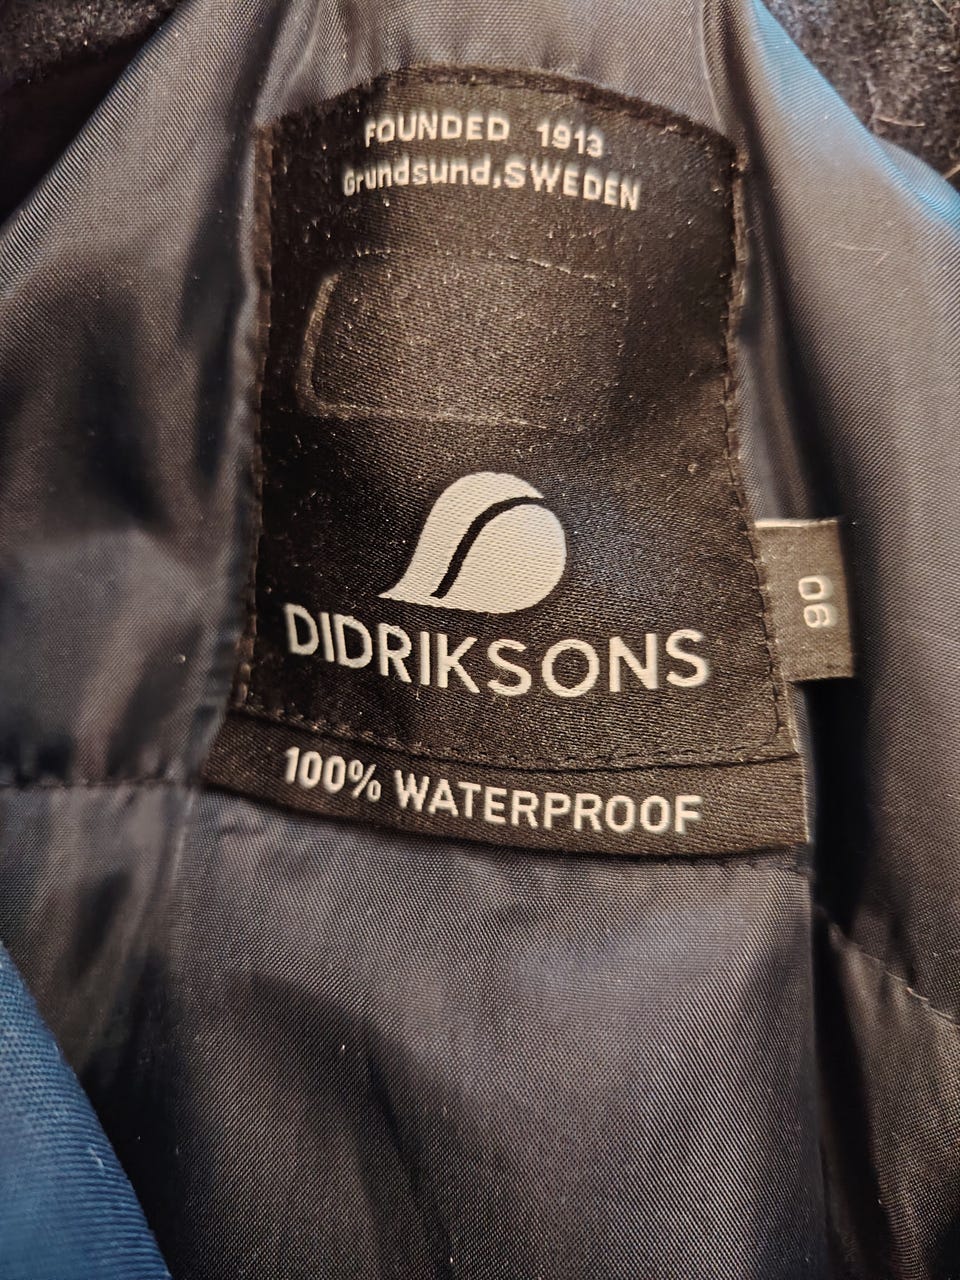 FOUNDED 1913
Grundsund,SWEDEN
DIDRIKSONS
90
100% WATERPROOF